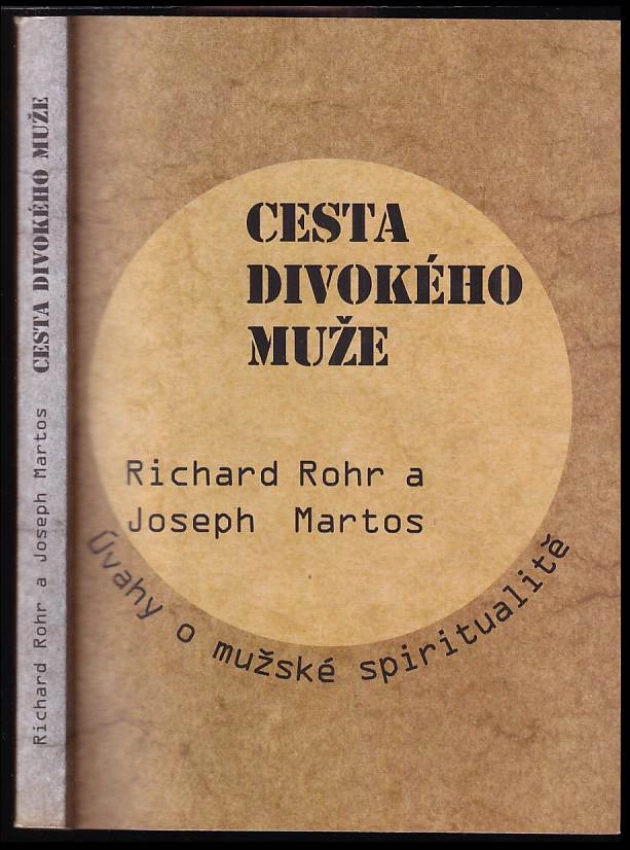 CESTA DIVOKÉHO MUŽE
Richard Rohr a Joseph Martos
CESTA
DIVOKÉHO
MUŽE
Richard Rohr a
Joseph Martos
Úvahy o mužské spiritualitě